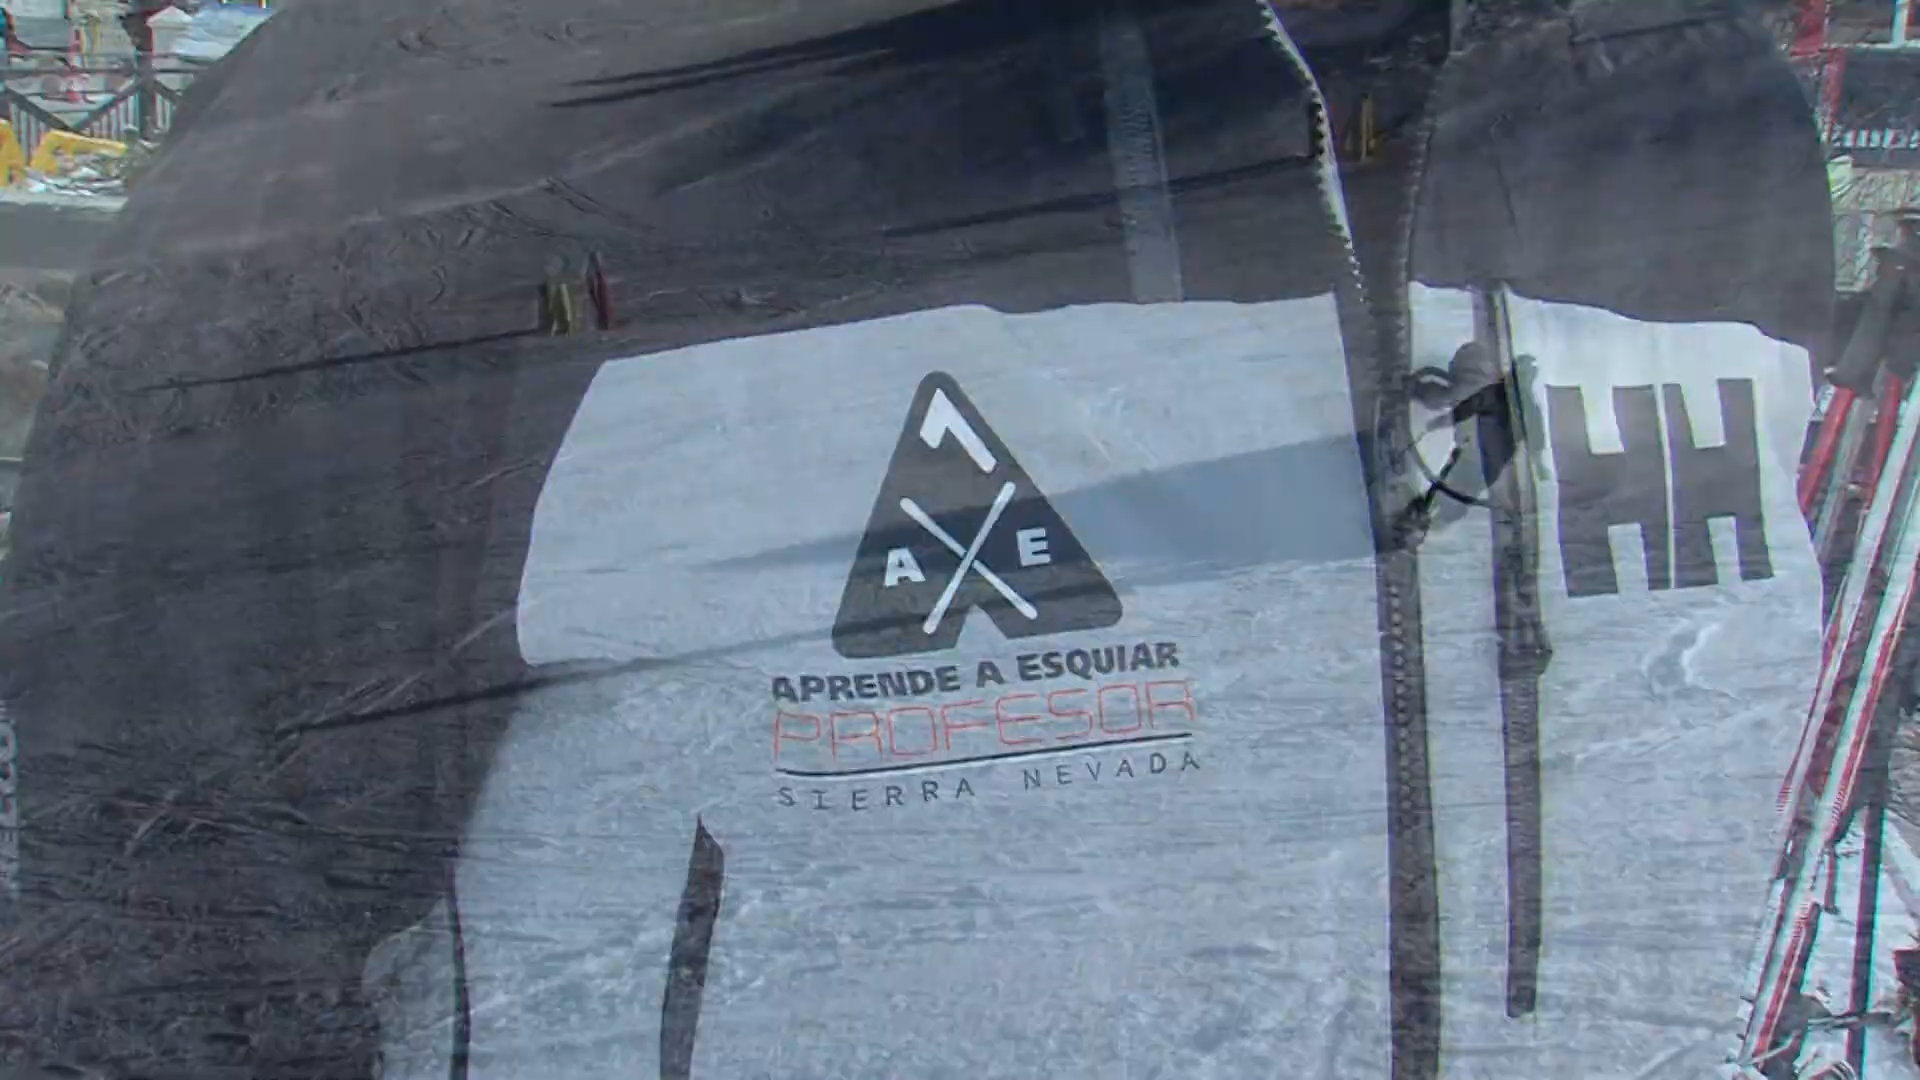 A E
APRENDE A ESQUIAR
PROFESOR
SIERRA NEVADA
HH